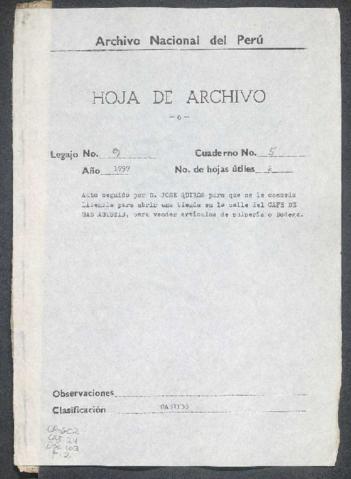 Archivo Nacional del Perú
HOJA DE ARCHIVO
—o—
Legajo No. 9 Cuaderno No. 5
Año 1797 No. de hojas útiles 2
Auto seguido por D. JOSE QUIROS para que se le conceda
licencia para abrir una tienda en la calle del CAFE DE
para vender artículos de pulpería o Bodega.
Observaciones
Clasificación CABILDO